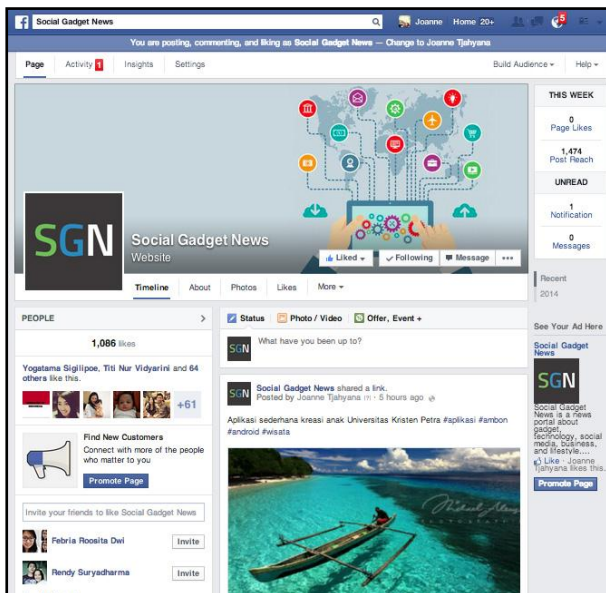 Social Gadget News
Joanne Home 20+
5
You are posting, commenting, and liking as Social Gadget News — Change to Joanne Tjahyana
Page Activity 1 Insights Settings Build Audience Help
SGN
Social Gadget News
Website
Liked Following Message
Timeline About Photos Likes More
THIS WEEK
0
Page Likes
1,474
Post Reach
UNREAD
1
Notification
0
Messages
Recent
2014
PEOPLE
1,086 likes
Yogatama Sigilipoe, Titi Nur Vidyarini and 64
others like this.
+61
Find New Customers
Connect with more of the people
who matter to you
Promote Page
Invite your friends to like Social Gadget News
Febria Roosita Dwi Invite
Rendy Suryadharma Invite
Status Photo / Video Offer, Event +
SGN
What have you been up to?
SGN
Social Gadget News shared a link.
Posted by Joanne Tjahyana (?) · 5 hours ago
Aplikasi sederhana kreasi anak Universitas Kristen Petra #aplikasi #ambon
#android #wisata
See Your Ad Here
Social Gadget
News
SGN
Social Gadget
News is a news
portal about
gadget,
technology, social
media, business,
and lifestyle....
Like · Joanne
Tjahyana likes this.
Promote Page